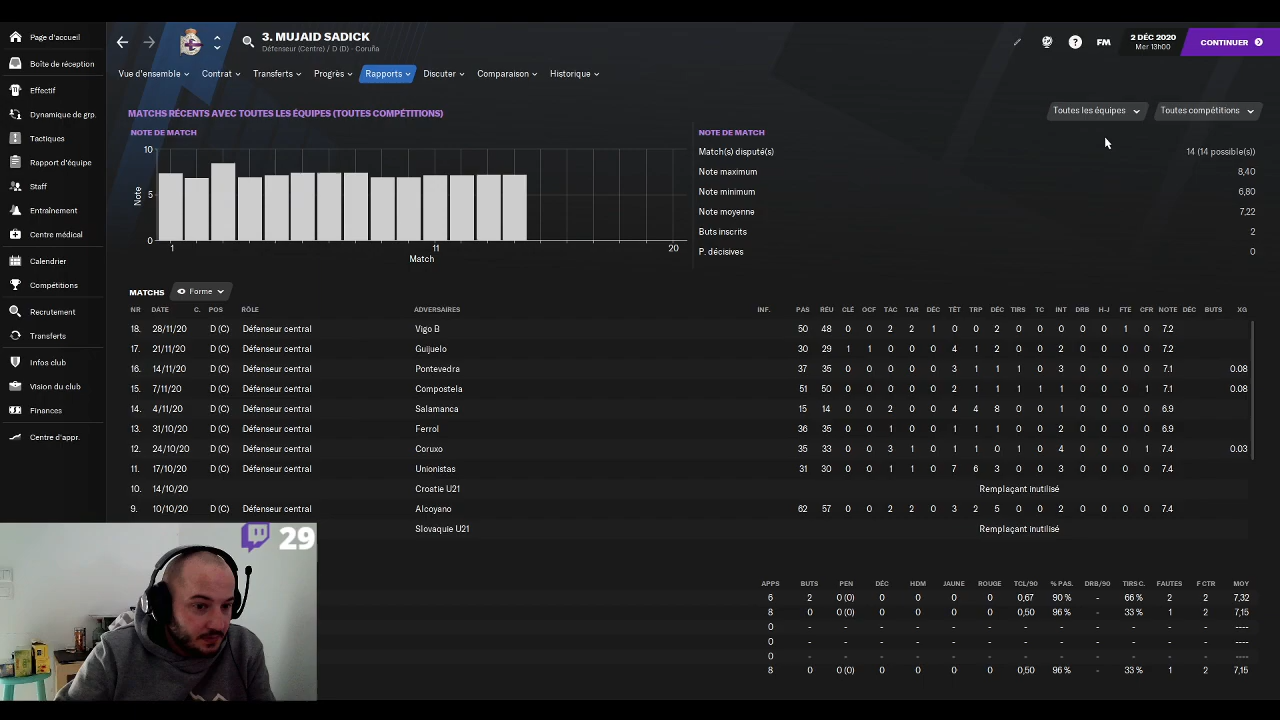 Page d'accueil
Boîte de réception
Effectif
Dynamique de grp.
Tactiques
Rapport d'équipe
Staff
Entraînement
Centre médical
Calendrier
Compétitions
Recrutement
Transferts
Infos club
Vision du club
Finances
Centre d'appr.
3. MUJAID SADICK
Défenseur (Centre) / D (D) - Coruña
FM
2 DÉC 2020
Mer 13h00
CONTINUER
Vue d'ensemble Contrat Transferts Progrès Rapports Discuter Comparaison Historique
MATCHS RÉCENTS AVEC TOUTES LES ÉQUIPES (TOUTES COMPÉTITIONS)
Toutes les équipes Toutes compétitions
NOTE DE MATCH
10
5
0
Note
1 11 20
Match
NOTE DE MATCH
Match(s) disputé(s) 14 (14 possible(s))
Note maximum 8,40
Note minimum 6,80
Note moyenne 7,22
Buts inscrits 2
P. décisives 0
MATCHS Forme
NR DATE C. POS RÔLE ADVERSAIRES INF. PAS RÉU CLÉ OCF TAC TAR DÉC TÊT TRP DÉC TIRS TC INT DRB H-J FTE CFR NOTE DÉC BUTS XG
18. 28/11/20 D (C) Défenseur central Vigo B 50 48 0 0 2 2 1 0 0 2 0 0 0 0 0 1 0 7.2
17. 21/11/20 D (C) Défenseur central Guijuelo 30 29 1 1 0 0 0 4 1 2 0 0 2 0 0 0 0 7.2
16. 14/11/20 D (C) Défenseur central Pontevedra 37 35 0 0 0 0 0 3 1 1 1 0 3 0 0 0 0 7.1 0.08
15. 7/11/20 D (C) Défenseur central Compostela 51 50 0 0 0 0 0 2 1 1 1 1 1 0 0 0 1 7.1 0.08
14. 4/11/20 D (C) Défenseur central Salamanca 15 14 0 0 2 0 0 4 4 8 0 0 1 0 0 0 0 6.9
13. 31/10/20 D (C) Défenseur central Ferrol 36 35 0 0 1 0 0 1 1 1 0 0 2 0 0 0 0 6.9
12. 24/10/20 D (C) Défenseur central Coruxo 35 33 0 0 3 1 0 1 1 0 1 0 4 0 0 0 1 7.4 0.03
11. 17/10/20 D (C) Défenseur central Unionistas 31 30 0 0 1 1 0 7 6 3 0 0 3 0 0 0 0 7.4
10. 14/10/20 Croatie U21 Remplaçant inutilisé
9. 10/10/20 D (C) Défenseur central Alcoyano 62 57 0 0 2 2 0 3 2 5 0 0 2 0 0 0 0 7.4
Slovaquie U21 Remplaçant inutilisé
29
APPS BUTS PEN DÉC HDM JAUNE ROUGE TCL/90 % PAS. DRB/90 TIRS C. FAUTES F CTR MOY
6 2 0 (0) 0 0 0 0 0,67 90 % - 66 % 2 2 7,32
8 0 0 (0) 0 0 0 0 0,50 96 % - 33 % 1 2 7,15
0 - - - - - - - - - - - - ----
0 - - - - - - - - - - - - ----
0 - - - - - - - - - - - - ----
8 0 0 (0) 0 0 0 0 0,50 96 % - 33 % 1 2 7,15